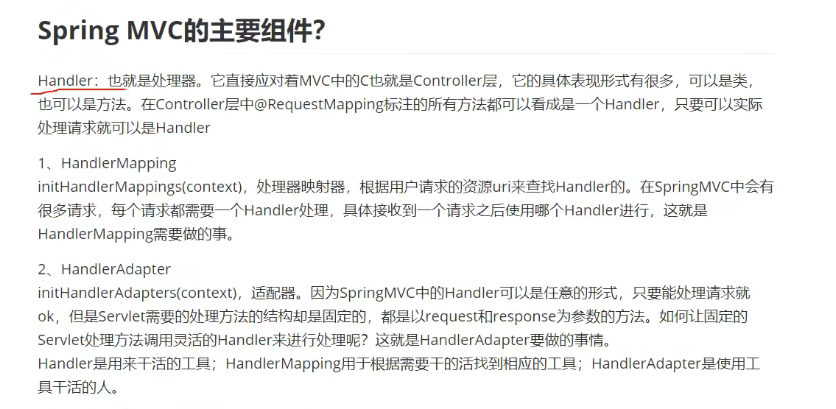 Spring MVC的主要组件？
Handler：也就是处理器。它直接应对着MVC中的C也就是Controller层，它的具体表现形式有很多，可以是类，
也可以是方法。在Controller层中@RequestMapping标注的所有方法都可以看成是一个Handler，只要可以实际
处理请求就可以是Handler
1、HandlerMapping
initHandlerMappings(context)，处理器映射器，根据用户请求的资源uri来查找Handler的。在SpringMVC中会有
很多请求，每个请求都需要一个Handler处理，具体接收到一个请求之后使用哪个Handler进行，这就是
HandlerMapping需要做的事。
2、HandlerAdapter
initHandlerAdapters(context)，适配器。因为SpringMVC中的Handler可以是任意的形式，只要能处理请求就
ok，但是Servlet需要的处理方法的结构却是固定的，都是以request和response为参数的方法。如何让固定的
Servlet处理方法调用灵活的Handler来进行处理呢？这就是HandlerAdapter要做的事情。
Handler是用来干活的工具；HandlerMapping用于根据需要干的活找到相应的工具；HandlerAdapter是使用工
具干活的人。